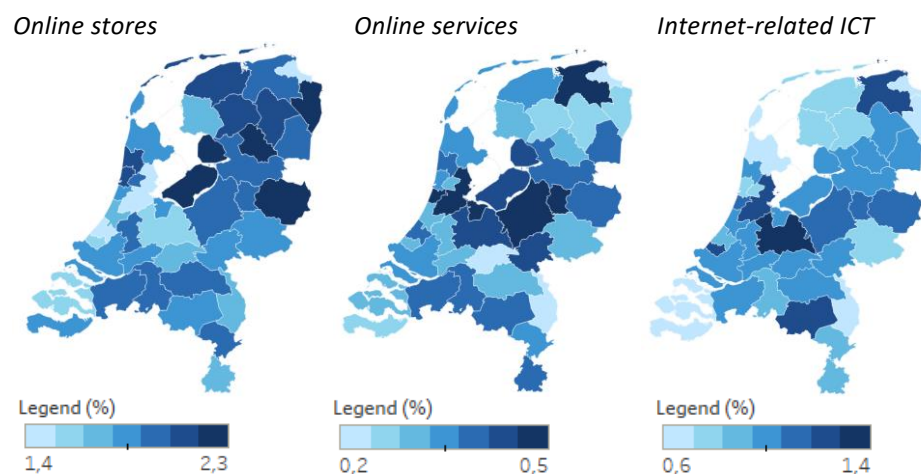 Online stores
Online services
Internet-related ICT
Legend (%)
1,4 2,3
Legend (%)
0,2 0,5
Legend (%)
0,6 1,4